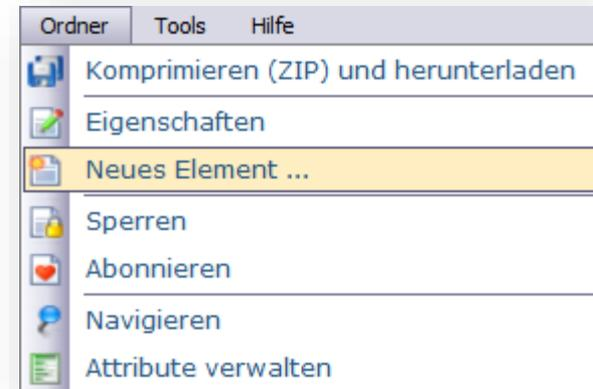 Ordner Tools Hilfe
Komprimieren (ZIP) und herunterladen
Eigenschaften
Neues Element ...
Sperren
Abonnieren
Navigieren
Attribute verwalten